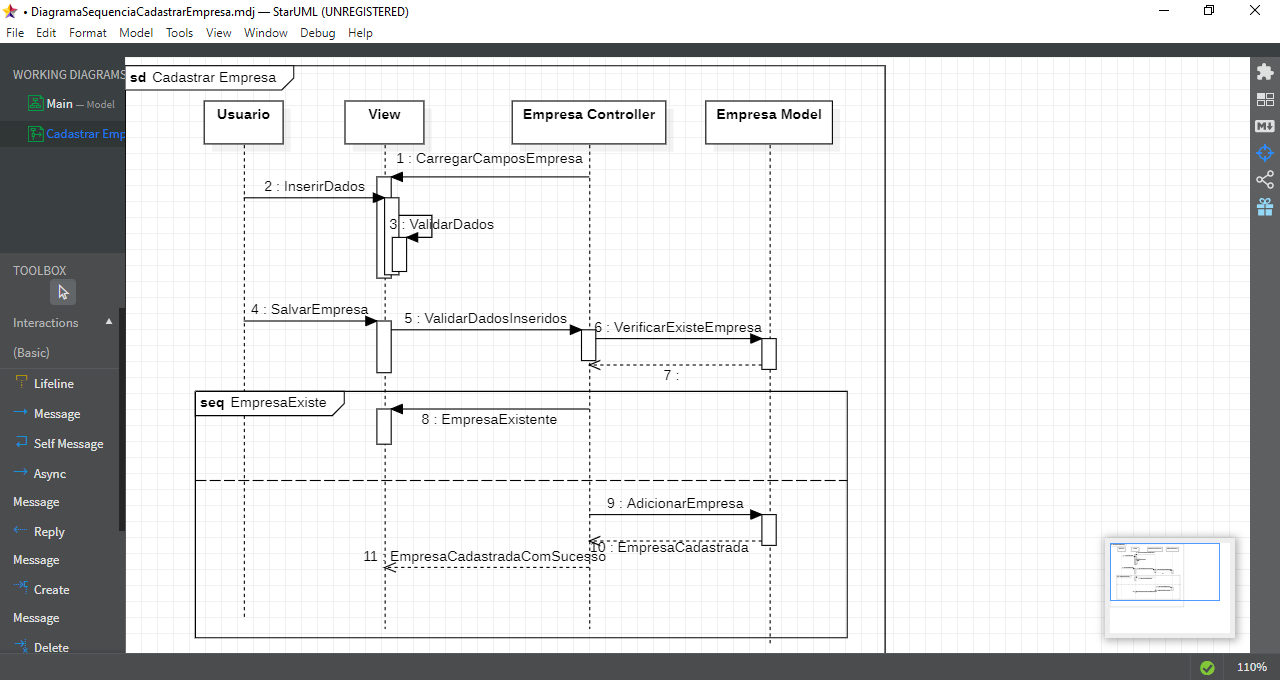 • DiagramaSequenciaCadastrarEmpresa.mdj — StarUML (UNREGISTERED)
File Edit Format Model Tools View Window Debug Help
WORKING DIAGRAMS
Main — Model
Cadastrar Emp
TOOLBOX
Interactions
(Basic)
Lifeline
Message
Self Message
Async
Message
Reply
Message
Create
Message
Delete
sd Cadastrar Empresa
Usuario
View
Empresa Controller
Empresa Model
1 : CarregarCamposEmpresa
2 : InserirDados
3 : ValidarDados
4 : SalvarEmpresa
5 : ValidarDadosInseridos
6 : VerificarExisteEmpresa
7 :
seq EmpresaExiste
8 : EmpresaExistente
9 : AdicionarEmpresa
10 : EmpresaCadastrada
11 : EmpresaCadastradaComSucesso
M
110%